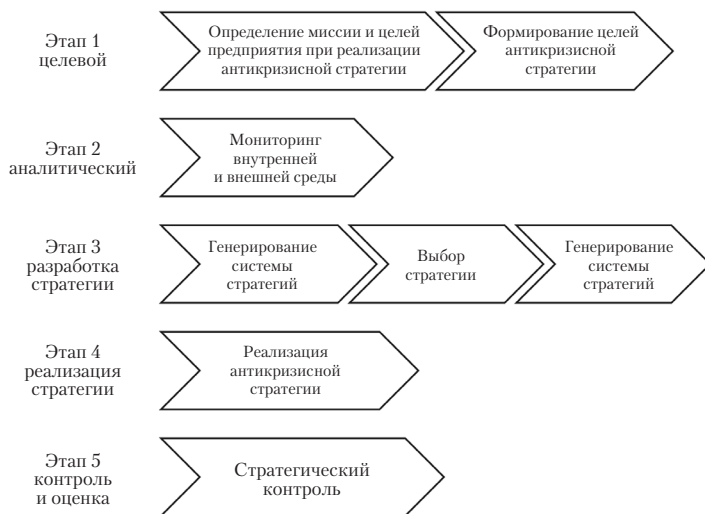 Этап 1
целевой
Определение миссии и целей
предприятия при реализации
антикризисной стратегии
Формирование целей
антикризисной
стратегии
Этап 2
аналитический
Мониторинг
внутренней
и внешней среды
Этап 3
разработка
стратегии
Генерирование
системы
стратегий
Выбор
стратегии
Генерирование
системы
стратегий
Этап 4
реализация
стратегии
Реализация
антикризисной
стратегии
Этап 5
контроль
и оценка
Стратегический
контроль